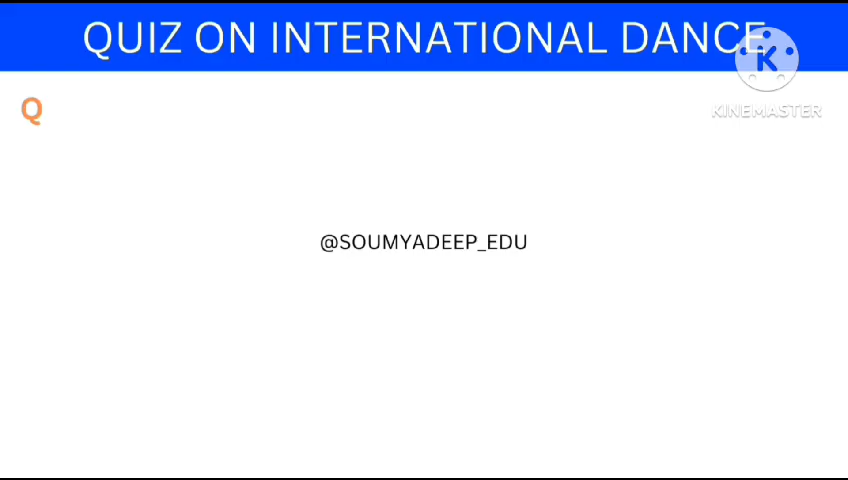 QUIZ ON INTERNATIONAL DANCE
K
KINEMASTER
Q
@SOUMYADEEP_EDU